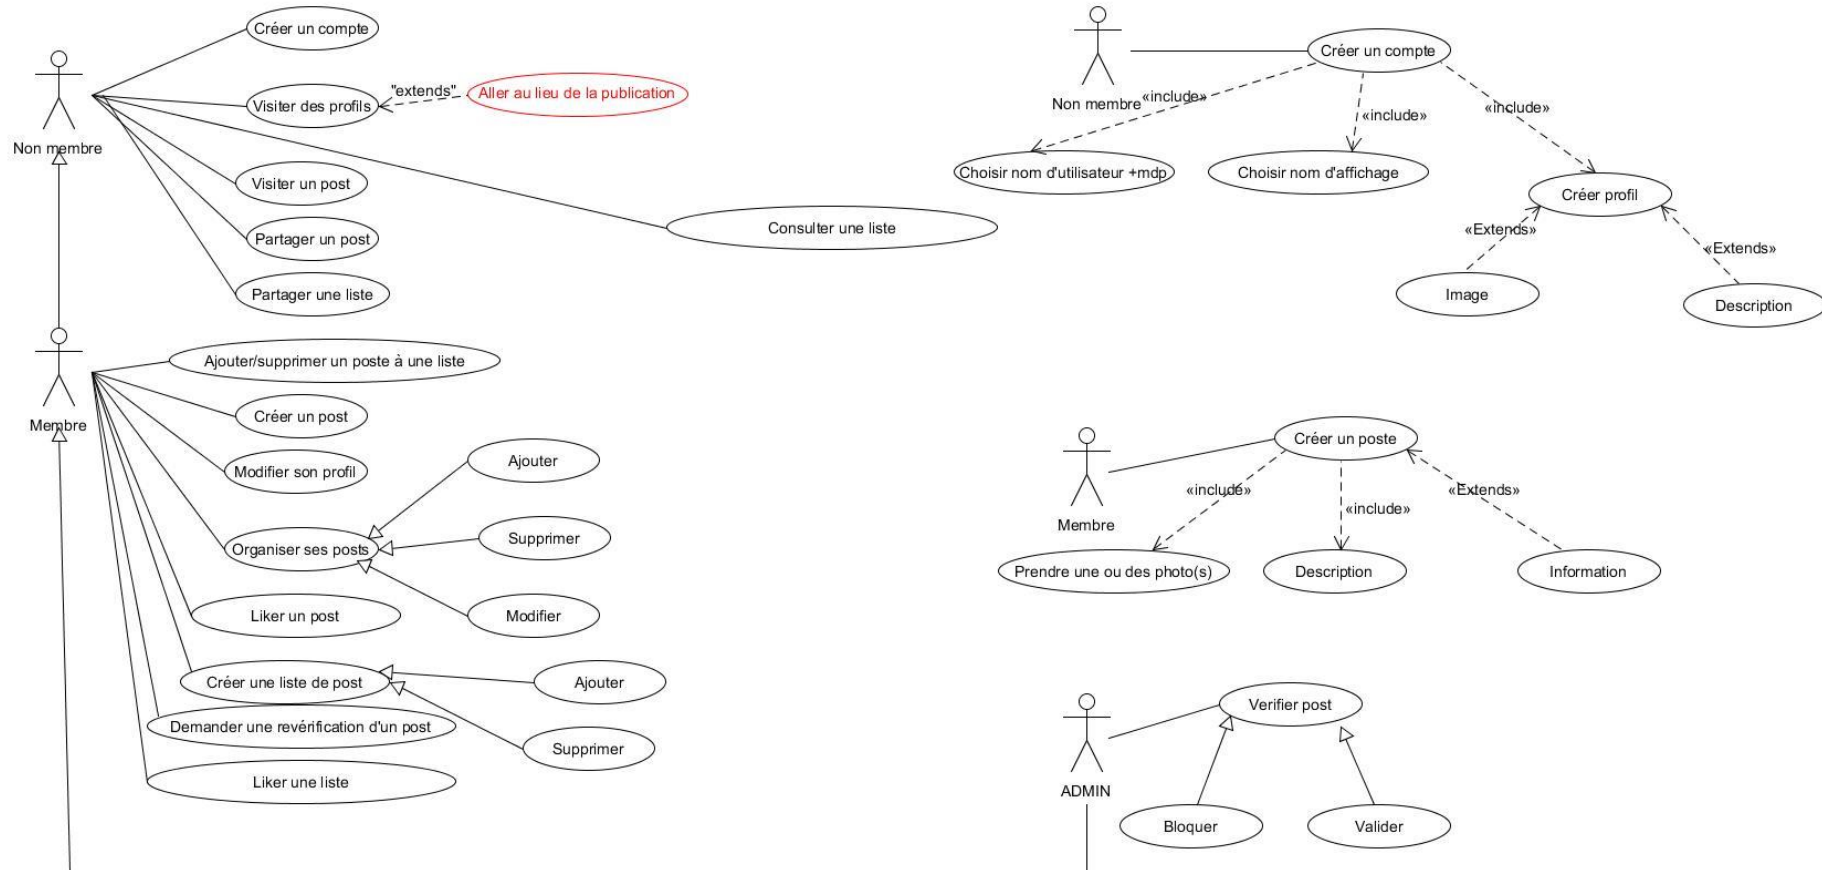 Créer un compte
Visiter des profils
"extends"
Aller au lieu de la publication
Non membre
Visiter un post
Partager un post
Consulter une liste
Partager une liste
Membre
Ajouter/supprimer un poste à une liste
Créer un post
Modifier son profil
Ajouter
Organiser ses posts
Supprimer
Modifier
Liker un post
Créer une liste de post
Ajouter
Demander une revérification d'un post
Supprimer
Liker une liste
Créer un compte
Non membre
«include»
«include»
«include»
Choisir nom d'utilisateur +mdp
Choisir nom d'affichage
Créer profil
«Extends»
«Extends»
Image
Description
Créer un poste
Membre
«include»
«include»
«Extends»
Prendre une ou des photo(s)
Description
Information
Verifier post
ADMIN
Bloquer
Valider